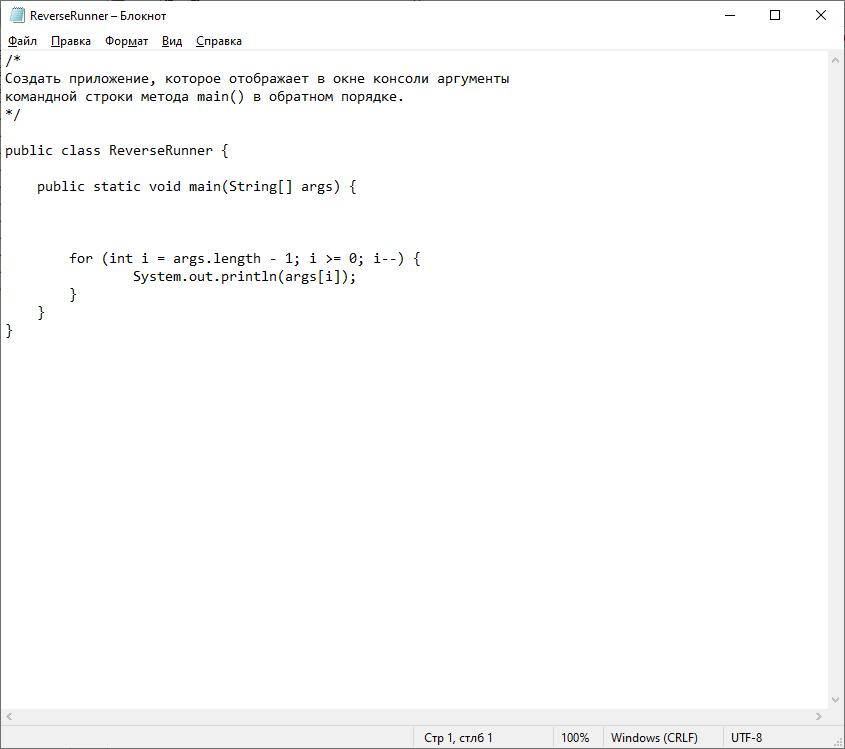 ReverseRunner – Блокнот
Файл Правка Формат Вид Справка
/*
Создать приложение, которое отображает в окне консоли аргументы
командной строки метода main() в обратном порядке.
*/
public class ReverseRunner {
    public static void main(String[] args) {
        for (int i = args.length - 1; i >= 0; i--) {
                System.out.println(args[i]);
        }
    }
}
Стр 1, стлб 1 100% Windows (CRLF) UTF-8